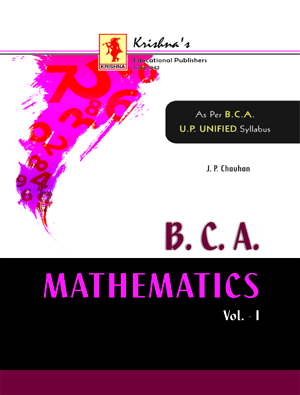 Krishna's
Educational Publishers
KRISHNA
As Per B.C.A.
U.P. UNIFIED Syllabus
J. P. Chauhan
B. C. A.
MATHEMATICS
Vol. - I